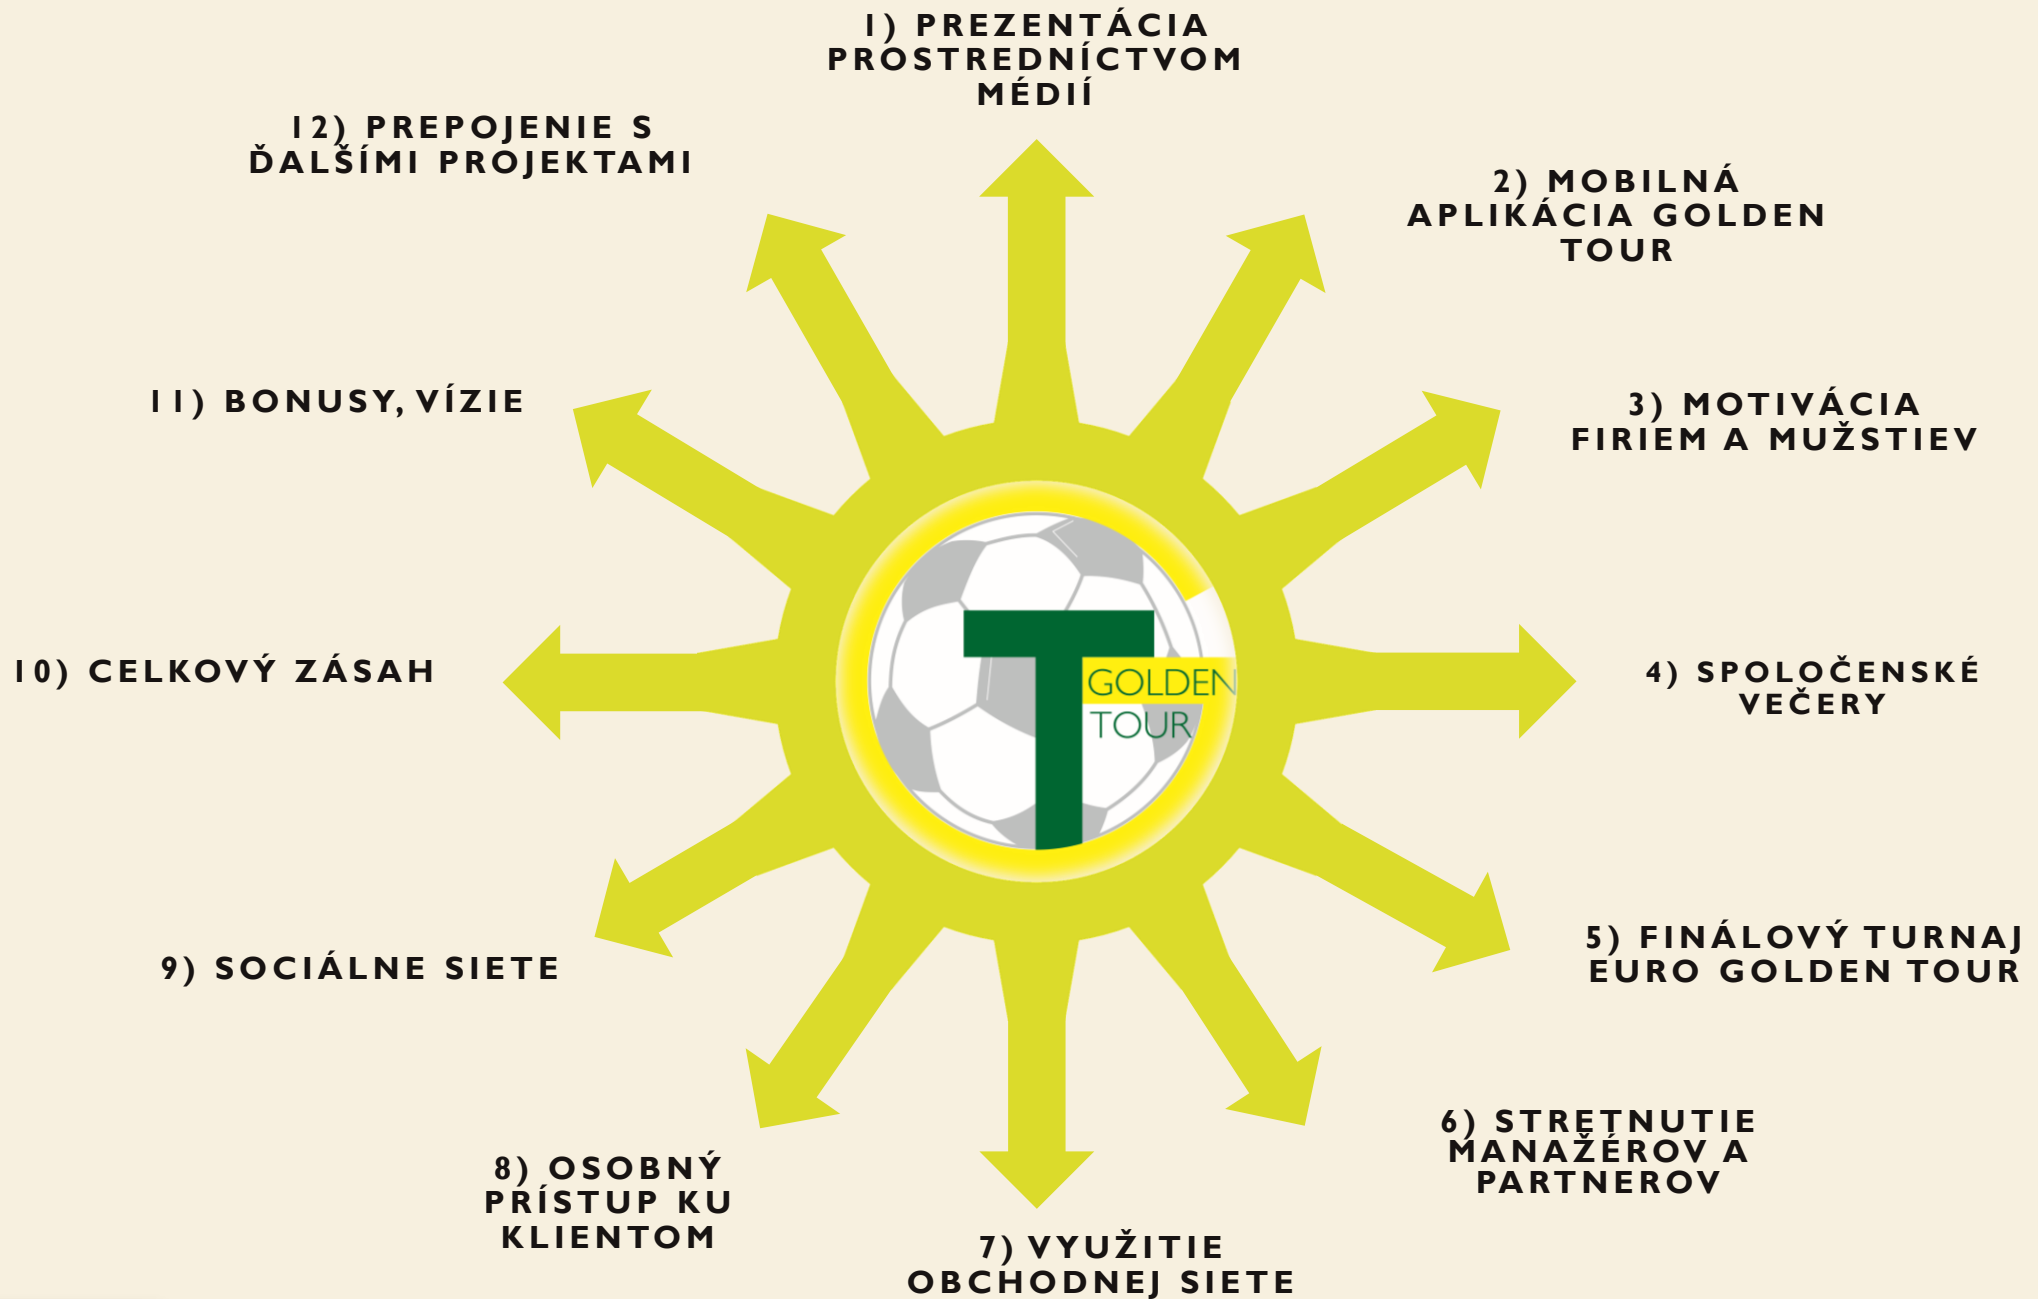 1) PREZENTÁCIA
PROSTREDNÍCTVOM
MÉDIÍ
2) MOBILNÁ
APLIKÁCIA GOLDEN
TOUR
3) MOTIVÁCIA
FIRIEM A MUŽSTIEV
4) SPOLOČENSKÉ
VEČERY
5) FINÁLOVÝ TURNAJ
EURO GOLDEN TOUR
6) STRETNUTIE
MANAŽÉROV A
PARTNEROV
7) VYUŽITIE
OBCHODNEJ SIETE
8) OSOBNÝ
PRÍSTUP KU
KLIENTOM
9) SOCIÁLNE SIETE
10) CELKOVÝ ZÁSAH
11) BONUSY, VÍZIE
12) PREPOJENIE S
ĎALŠÍMI PROJEKTAMI
T
GOLDEN
TOUR